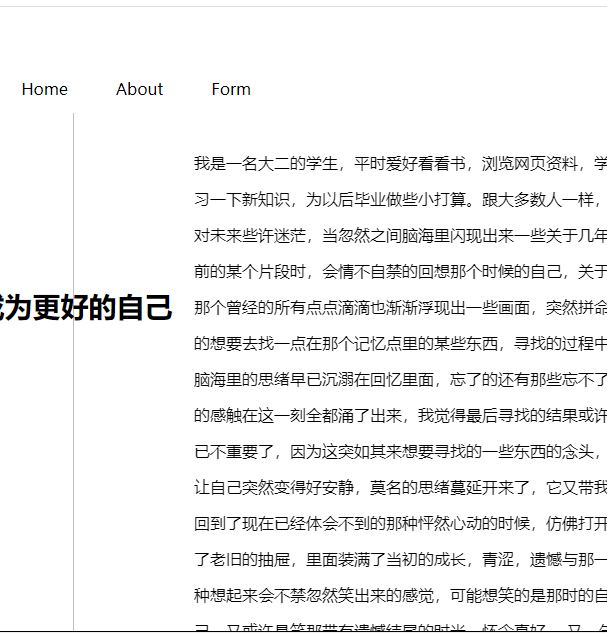 Home About Form
我是一名大二的学生，平时爱好看看书，浏览网页资料，学
习一下新知识，为以后毕业做些小打算。跟大多数人一样，
对未来些许迷茫，当忽然之间脑海里闪现出来一些关于几年
前的某个片段时，会情不自禁的回想那个时候的自己，关于
为更好的自己
那个曾经的所有点点滴滴也渐渐浮现出一些画面，突然拼命
的想要去找一点在那个记忆点里的某些东西，寻找的过程中
脑海里的思绪早已沉溺在回忆里面，忘了的还有那些忘不了
的感触在这一刻全都涌了出来，我觉得最后寻找的结果或许
已不重要了，因为这突如其来想要寻找的一些东西的念头，
让自己突然变得好安静，莫名的思绪蔓延开来了，它又带我
回到了现在已经体会不到的那种怦然心动的时候，仿佛打开
了老旧的抽屉，里面装满了当初的成长，青涩，遗憾与那一
种想起来会不禁忽然笑出来的感觉，可能想笑的是那时的自